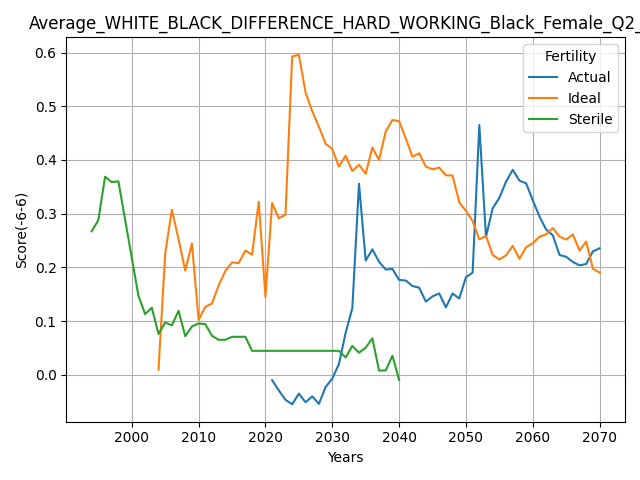 Average_WHITE_BLACK_DIFFERENCE_HARD_WORKING_Black_Female_Q2_
0.6
0.5
0.4
0.3
0.2
0.1
0.0
Score(-6-6)
Fertility
Actual
Ideal
Sterile
2000 2010 2020 2030 2040 2050 2060 2070
Years